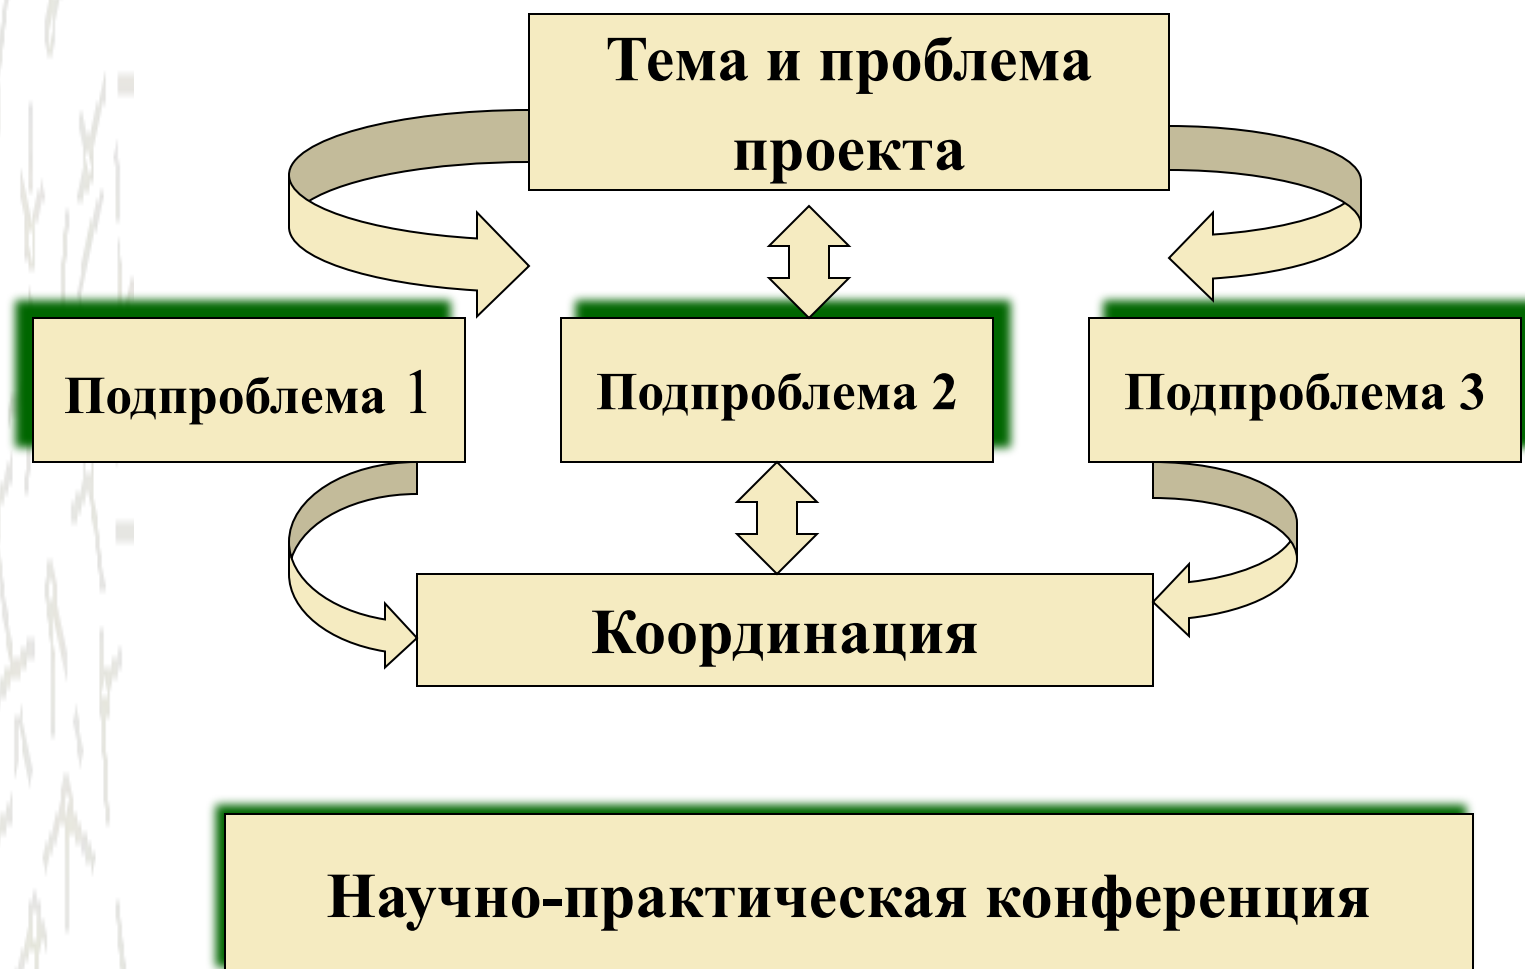 Тема и проблема
проекта
Подпроблема 1
Подпроблема 2
Подпроблема 3
Координация
Научно-практическая конференция